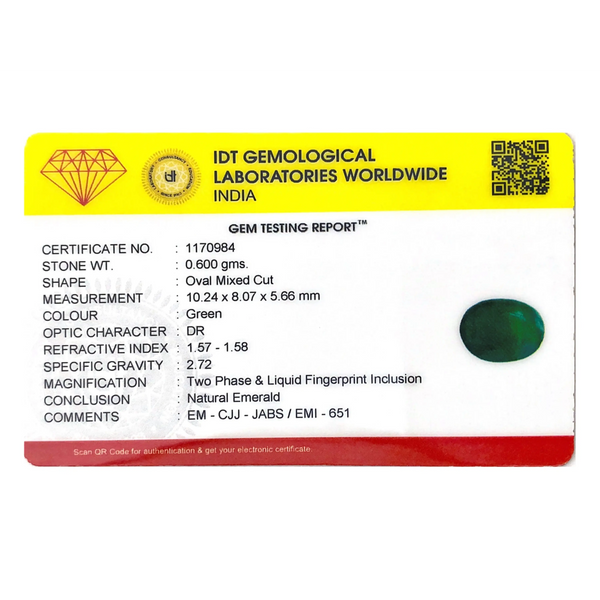 IDT GEMOLOGICAL
LABORATORIES WORLDWIDE
INDIA
GEM TESTING REPORT™
CERTIFICATE NO. : 1170984
STONE WT. : 0.600 gms.
SHAPE : Oval Mixed Cut
MEASUREMENT : 10.24 x 8.07 x 5.66 mm
COLOUR : Green
OPTIC CHARACTER : DR
REFRACTIVE INDEX : 1.57 - 1.58
SPECIFIC GRAVITY : 2.72
MAGNIFICATION : Two Phase & Liquid Fingerprint Inclusion
CONCLUSION : Natural Emerald
COMMENTS : EM - CJJ - JABS / EMI - 651
Scan QR Code for authentication & get your electronic certificate.